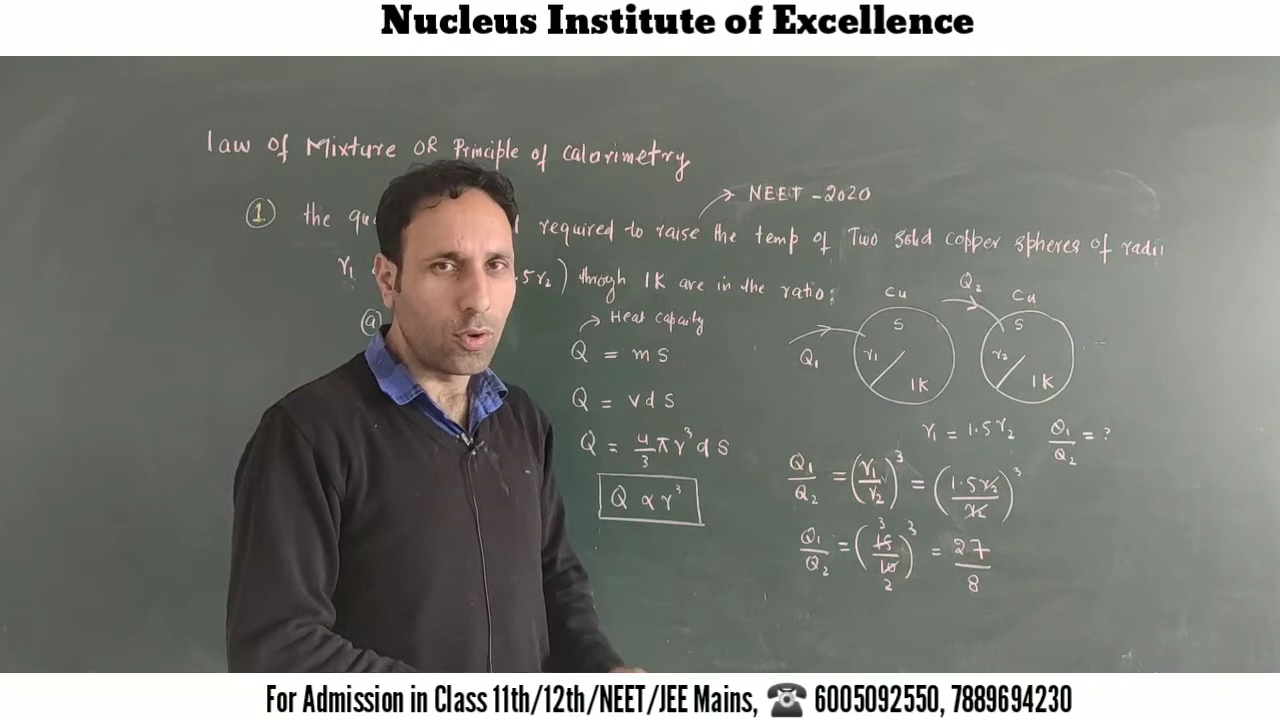 Nucleus Institute of Excellence
Law of Mixture OR Principle of Calorimetry
→ NEET - 2020
① the required to raise the temp of Two solid copper spheres of radii
r₁ .5r₂) through 1K are in the ratio:
ⓐ
→ Heat capacity
Q = m S
Q = V d S
Q = 4/3 π r³ d S
Q ∝ r³
Cu Q₂ Cu
S S
Q₁ r₁ r₂
1K 1K
r₁ = 1.5r₂ Q₁/Q₂ = ?
Q₁/Q₂ = (r₁/r₂)³ = (1.5r₂/r₂)³
Q₁/Q₂ = (15/10)³ = 27/8
3
2
For Admission in Class 11th/12th/NEET/JEE Mains, ☎ 6005092550, 7889694230